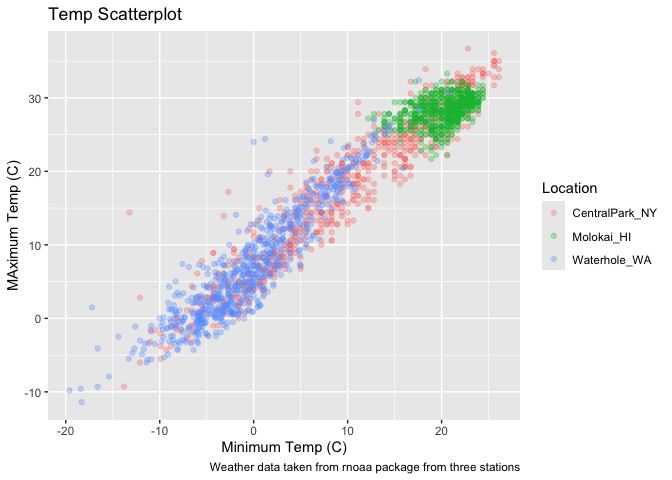 Temp Scatterplot
MAximum Temp (C)
30
20
10
0
-10
-20
-10
0
10
20
Minimum Temp (C)
Weather data taken from rnoaa package from three stations
Location
CentralPark_NY
Molokai_HI
Waterhole_WA